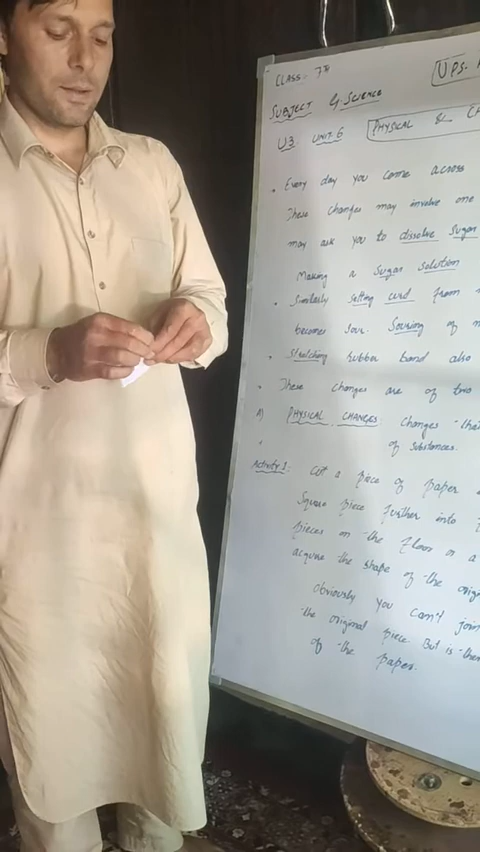 CLASS:- 7TH
UPS.
SUBJECT G. SCIENCE
U3 UNIT-6 PHYSICAL & CH
• Every day you come across
These changes may involve one
may ask you to dissolve sugar
Making a sugar solution
• Similarly setting curd from
becomes sour. Souring of m
• Stretching rubber band also
• These changes are of two
A) PHYSICAL CHANGES Changes that
of substances.
Activity 1: Cut a piece of paper
Square piece further into
pieces on the floor or a
acquire the shape of the orig
Obviously you can't join
the original piece. But is the
of the paper.